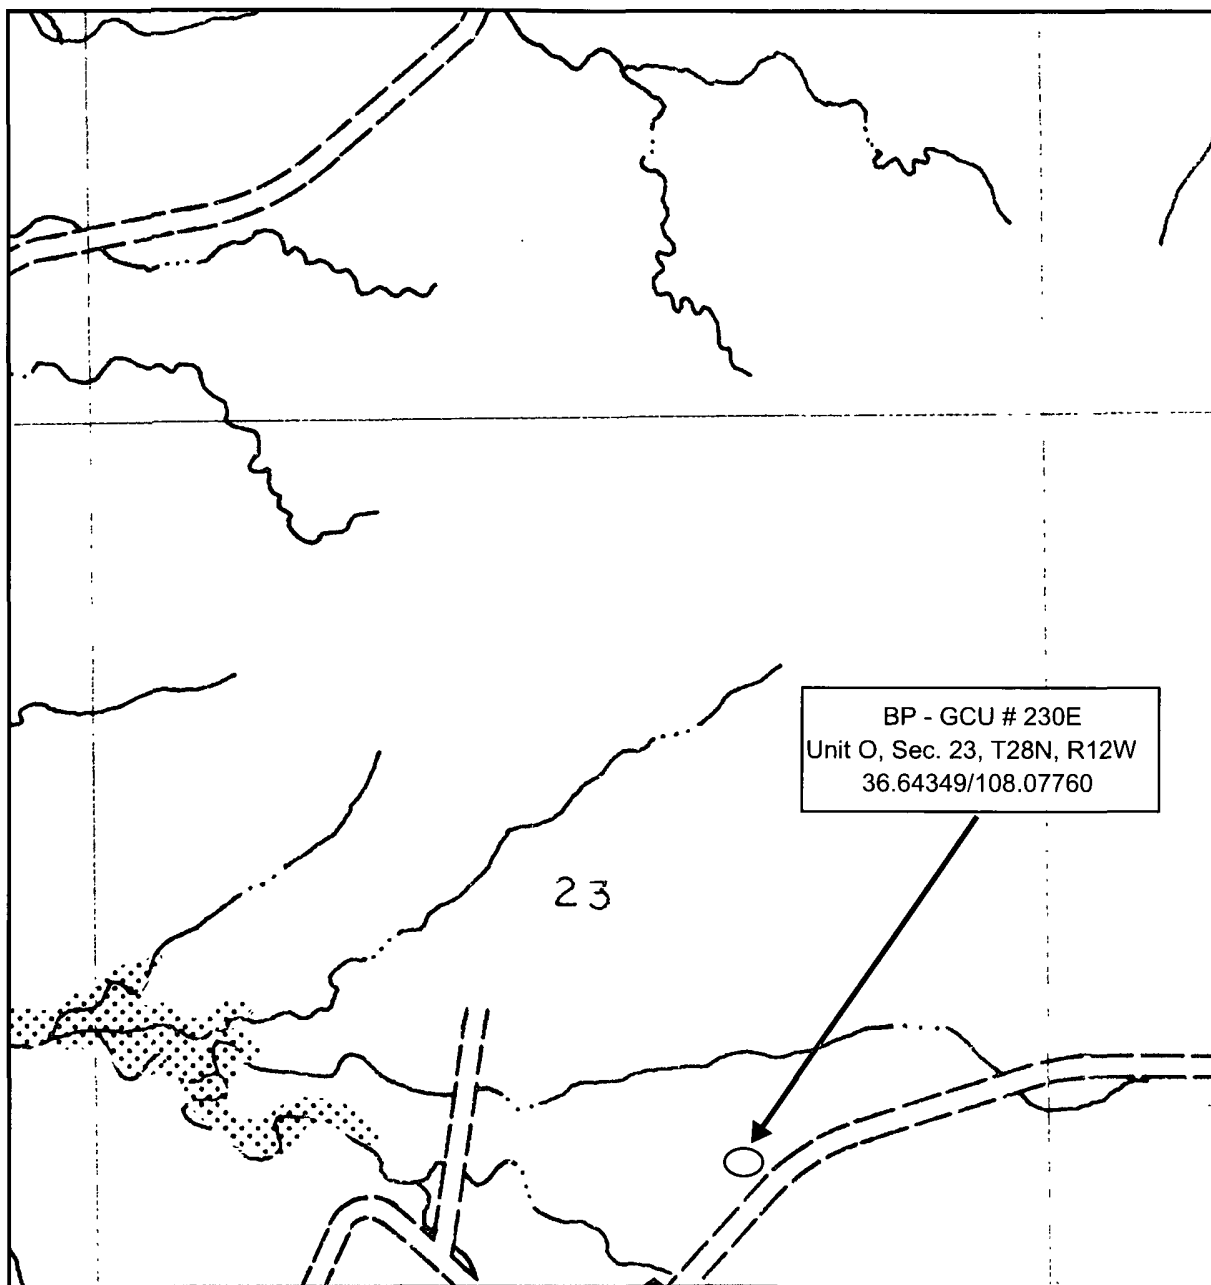 BP - GCU # 230E
Unit O, Sec. 23, T28N, R12W
36.64349/108.07760
23